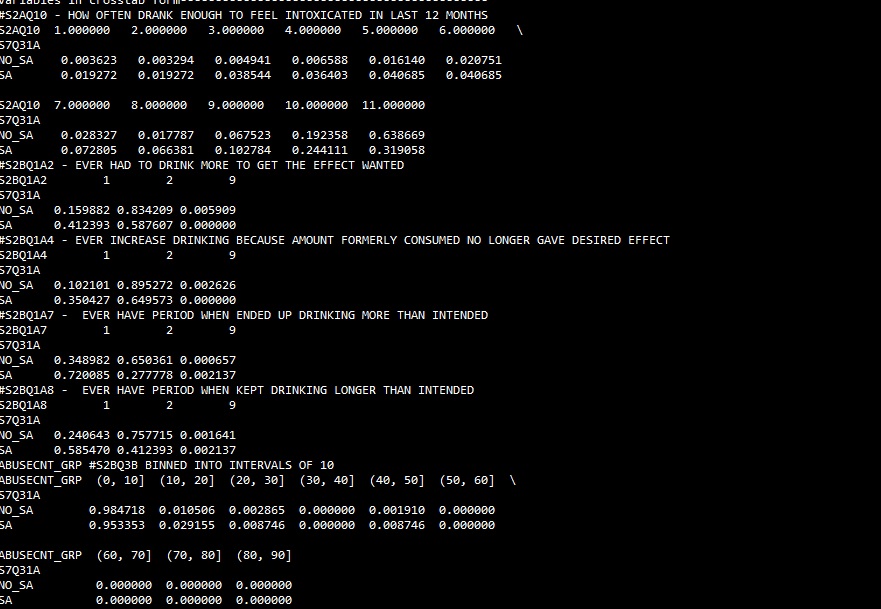 Variables in crosstab form--------------------------------------------
#S2AQ10 - HOW OFTEN DRANK ENOUGH TO FEEL INTOXICATED IN LAST 12 MONTHS
S2AQ10  1.000000   2.000000   3.000000   4.000000   5.000000   6.000000   \
S7Q31A
NO_SA    0.003623   0.003294   0.004941   0.006588   0.016140   0.020751
SA       0.019272   0.019272   0.038544   0.036403   0.040685   0.040685
S2AQ10  7.000000   8.000000   9.000000   10.000000  11.000000
S7Q31A
NO_SA    0.028327   0.017787   0.067523   0.192358   0.638669
SA       0.072805   0.066381   0.102784   0.244111   0.319058
#S2BQ1A2 - EVER HAD TO DRINK MORE TO GET THE EFFECT WANTED
S2BQ1A2        1        2        9
S7Q31A
NO_SA   0.159882 0.834209 0.005909
SA      0.412393 0.587607 0.000000
#S2BQ1A4 - EVER INCREASE DRINKING BECAUSE AMOUNT FORMERLY CONSUMED NO LONGER GAVE DESIRED EFFECT
S2BQ1A4        1        2        9
S7Q31A
NO_SA   0.102101 0.895272 0.002626
SA      0.350427 0.649573 0.000000
#S2BQ1A7 -  EVER HAVE PERIOD WHEN ENDED UP DRINKING MORE THAN INTENDED
S2BQ1A7        1        2        9
S7Q31A
NO_SA   0.348982 0.650361 0.000657
SA      0.720085 0.277778 0.002137
#S2BQ1A8 -  EVER HAVE PERIOD WHEN KEPT DRINKING LONGER THAN INTENDED
S2BQ1A8        1        2        9
S7Q31A
NO_SA   0.240643 0.757715 0.001641
SA      0.585470 0.412393 0.002137
ABUSECNT_GRP #S2BQ3B BINNED INTO INTERVALS OF 10
ABUSECNT_GRP  (0, 10]  (10, 20]  (20, 30]  (30, 40]  (40, 50]  (50, 60]  \
S7Q31A
NO_SA        0.984718  0.010506  0.002865  0.000000  0.001910  0.000000
SA           0.953353  0.029155  0.008746  0.000000  0.008746  0.000000
ABUSECNT_GRP  (60, 70]  (70, 80]  (80, 90]
S7Q31A
NO_SA         0.000000  0.000000  0.000000
SA            0.000000  0.000000  0.000000